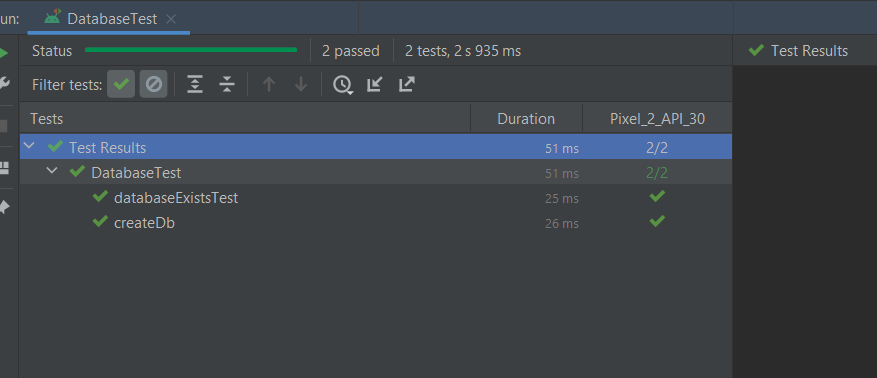 un: DatabaseTest
Status 2 passed 2 tests, 2 s 935 ms
Test Results
Filter tests:
Tests Duration Pixel_2_API_30
Test Results 51 ms 2/2
DatabaseTest 51 ms 2/2
databaseExistsTest 25 ms
createDb 26 ms